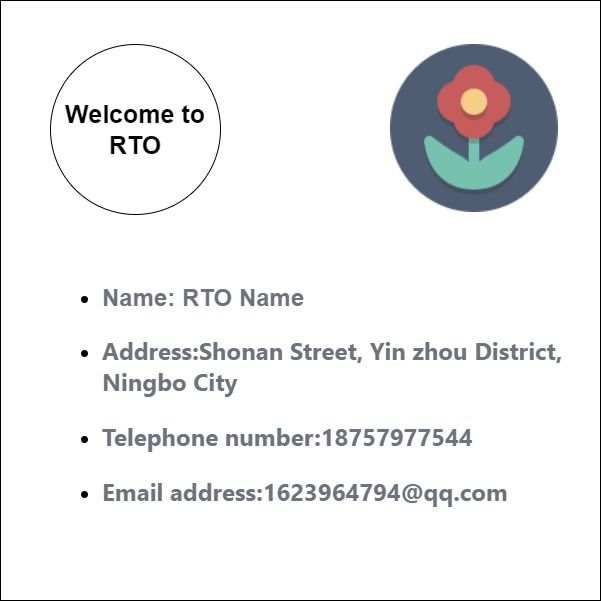 Welcome to
RTO
Name: RTO Name
Address:Shonan Street, Yin zhou District,
Ningbo City
Telephone number:18757977544
Email address:1623964794@qq.com